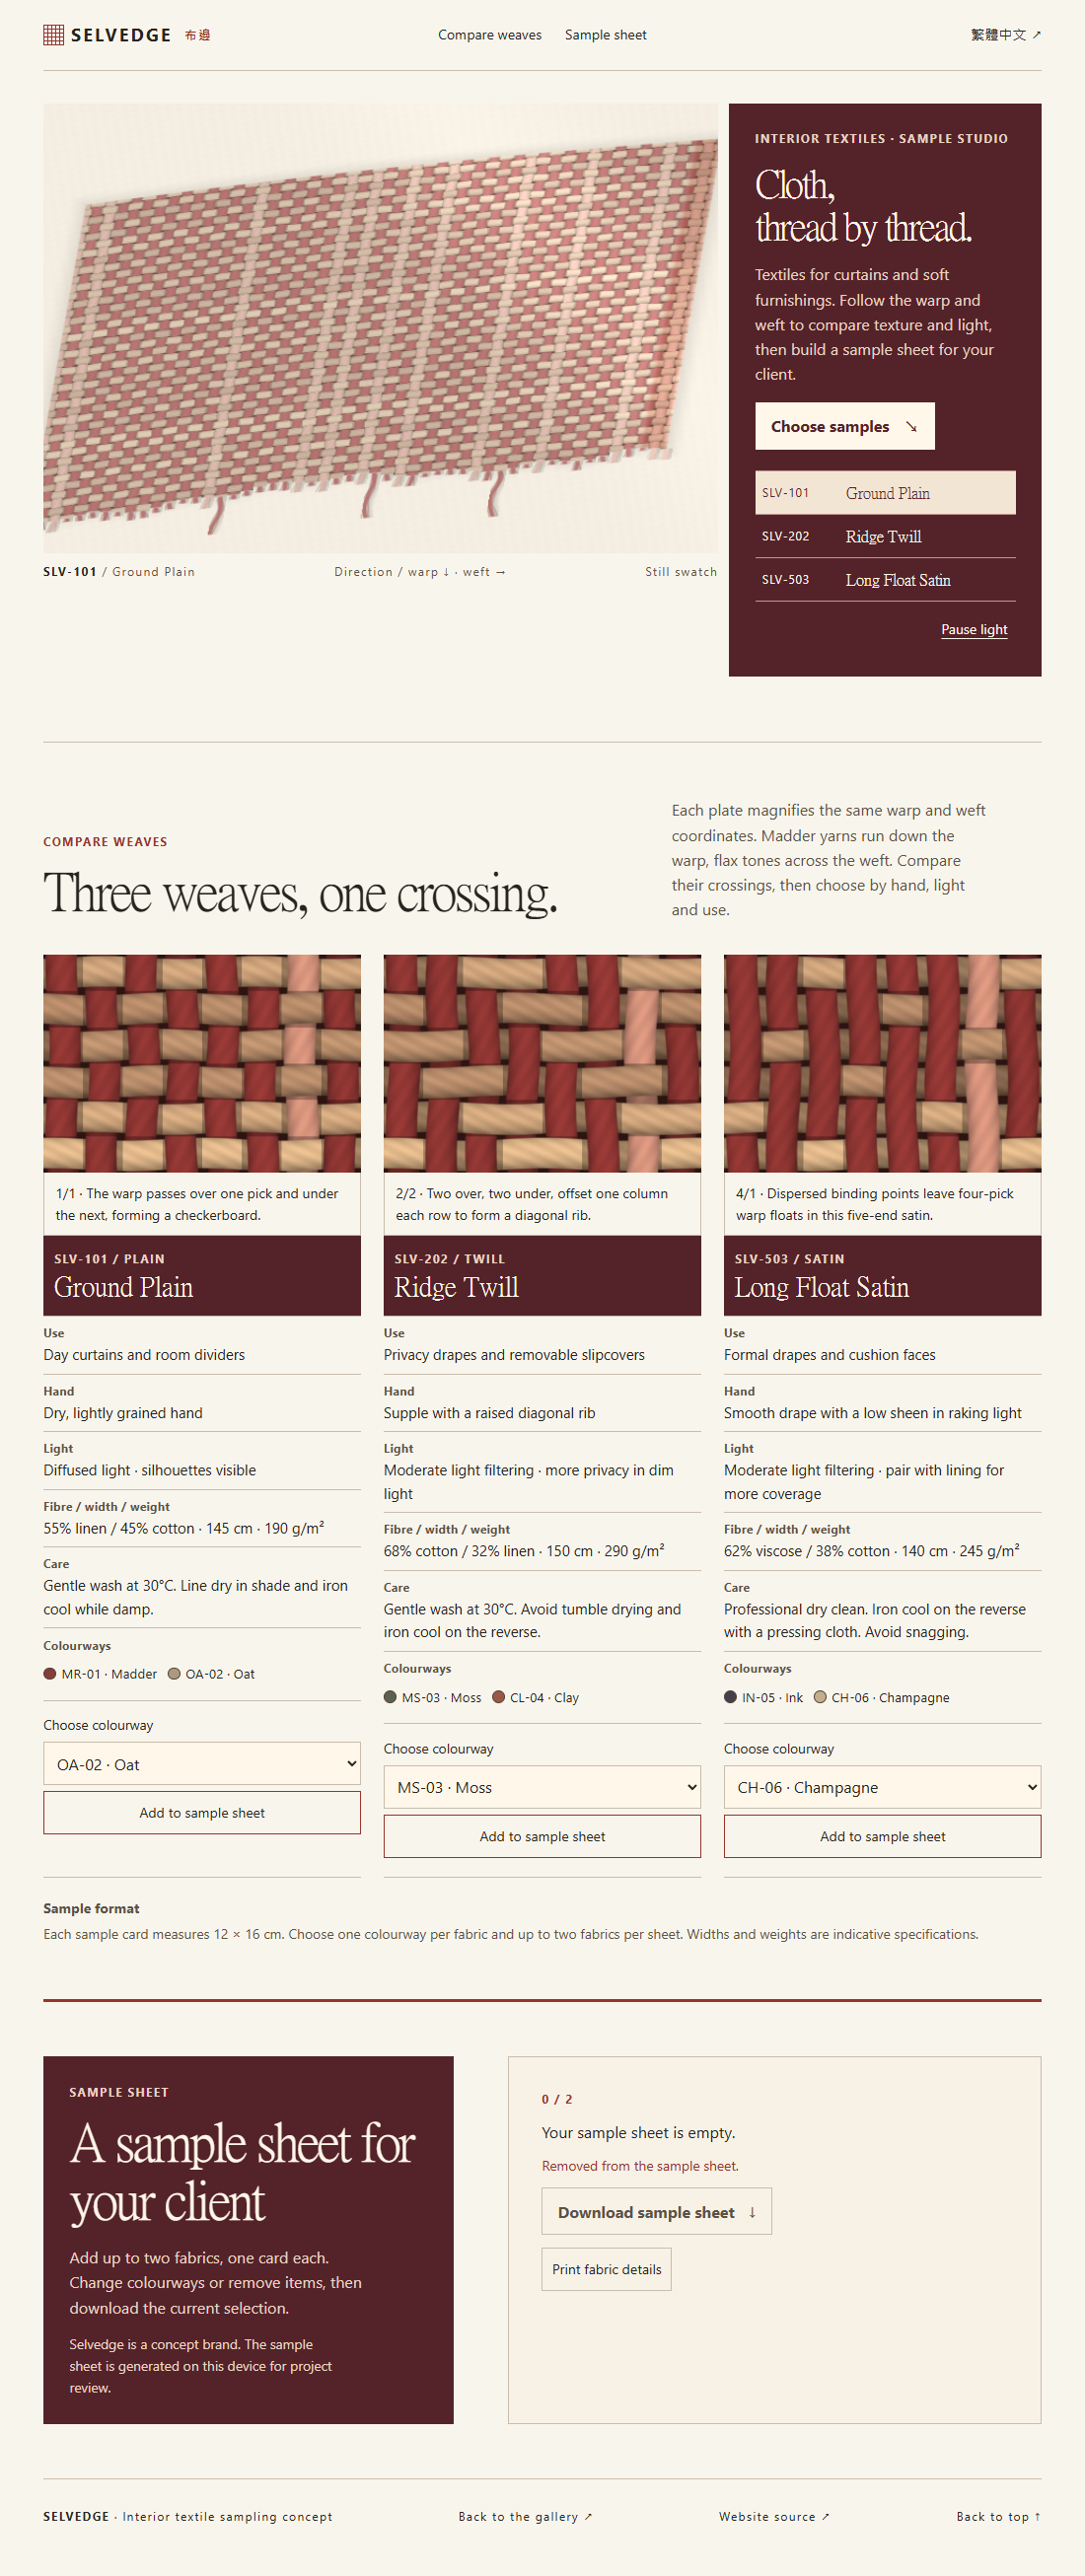 SELVEDGE 布邊
Compare weaves
Sample sheet
繁體中文 ↗
SLV-101 / Ground Plain
Direction / warp ↓ · weft →
Still swatch
INTERIOR TEXTILES · SAMPLE STUDIO
Cloth,
thread by thread.
Textiles for curtains and soft
furnishings. Follow the warp and
weft to compare texture and light,
then build a sample sheet for your
client.
Choose samples ↘
SLV-101 Ground Plain
SLV-202 Ridge Twill
SLV-503 Long Float Satin
Pause light
COMPARE WEAVES
Three weaves, one crossing.
Each plate magnifies the same warp and weft
coordinates. Madder yarns run down the
warp, flax tones across the weft. Compare
their crossings, then choose by hand, light
and use.
1/1 · The warp passes over one pick and under
the next, forming a checkerboard.
SLV-101 / PLAIN
Ground Plain
Use
Day curtains and room dividers
Hand
Dry, lightly grained hand
Light
Diffused light · silhouettes visible
Fibre / width / weight
55% linen / 45% cotton · 145 cm · 190 g/m²
Care
Gentle wash at 30°C. Line dry in shade and iron
cool while damp.
Colourways
MR-01 · Madder OA-02 · Oat
Choose colourway
OA-02 · Oat
Add to sample sheet
2/2 · Two over, two under, offset one column
each row to form a diagonal rib.
SLV-202 / TWILL
Ridge Twill
Use
Privacy drapes and removable slipcovers
Hand
Supple with a raised diagonal rib
Light
Moderate light filtering · more privacy in dim
light
Fibre / width / weight
68% cotton / 32% linen · 150 cm · 290 g/m²
Care
Gentle wash at 30°C. Avoid tumble drying and
iron cool on the reverse.
Colourways
MS-03 · Moss CL-04 · Clay
Choose colourway
MS-03 · Moss
Add to sample sheet
4/1 · Dispersed binding points leave four-pick
warp floats in this five-end satin.
SLV-503 / SATIN
Long Float Satin
Use
Formal drapes and cushion faces
Hand
Smooth drape with a low sheen in raking light
Light
Moderate light filtering · pair with lining for
more coverage
Fibre / width / weight
62% viscose / 38% cotton · 140 cm · 245 g/m²
Care
Professional dry clean. Iron cool on the reverse
with a pressing cloth. Avoid snagging.
Colourways
IN-05 · Ink CH-06 · Champagne
Choose colourway
CH-06 · Champagne
Add to sample sheet
Sample format
Each sample card measures 12 × 16 cm. Choose one colourway per fabric and up to two fabrics per sheet. Widths and weights are indicative specifications.
SAMPLE SHEET
A sample sheet for
your client
Add up to two fabrics, one card each.
Change colourways or remove items, then
download the current selection.
Selvedge is a concept brand. The sample
sheet is generated on this device for project
review.
0 / 2
Your sample sheet is empty.
Removed from the sample sheet.
Download sample sheet ↓
Print fabric details
SELVEDGE · Interior textile sampling concept
Back to the gallery ↗
Website source ↗
Back to top ↑